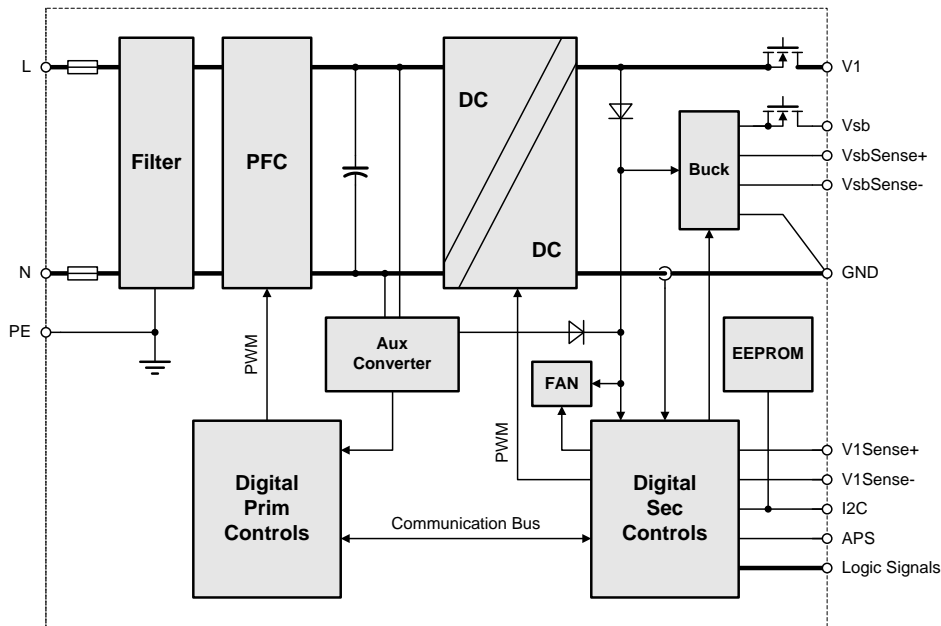 L
V1
DC
Vsb
Filter
PFC
VsbSense+
Buck
VsbSense-
DC
N
GND
PE
PWM
Aux
Converter
EEPROM
FAN
PWM
V1Sense+
Digital
Prim
Controls
Digital
Sec
Controls
V1Sense-
I2C
Communication Bus
APS
Logic Signals